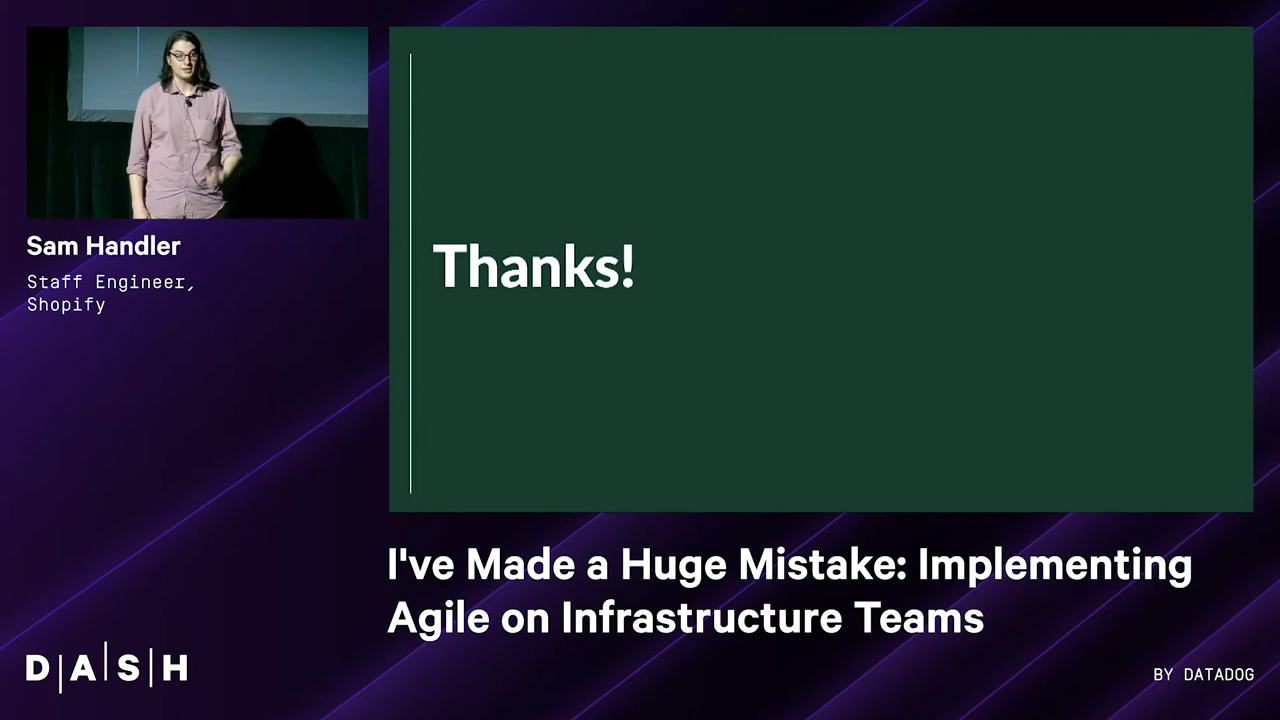 Sam Handler
Staff Engineer,
Shopify
Thanks!
I've Made a Huge Mistake: Implementing
Agile on Infrastructure Teams
D|A|S|H
BY DATADOG